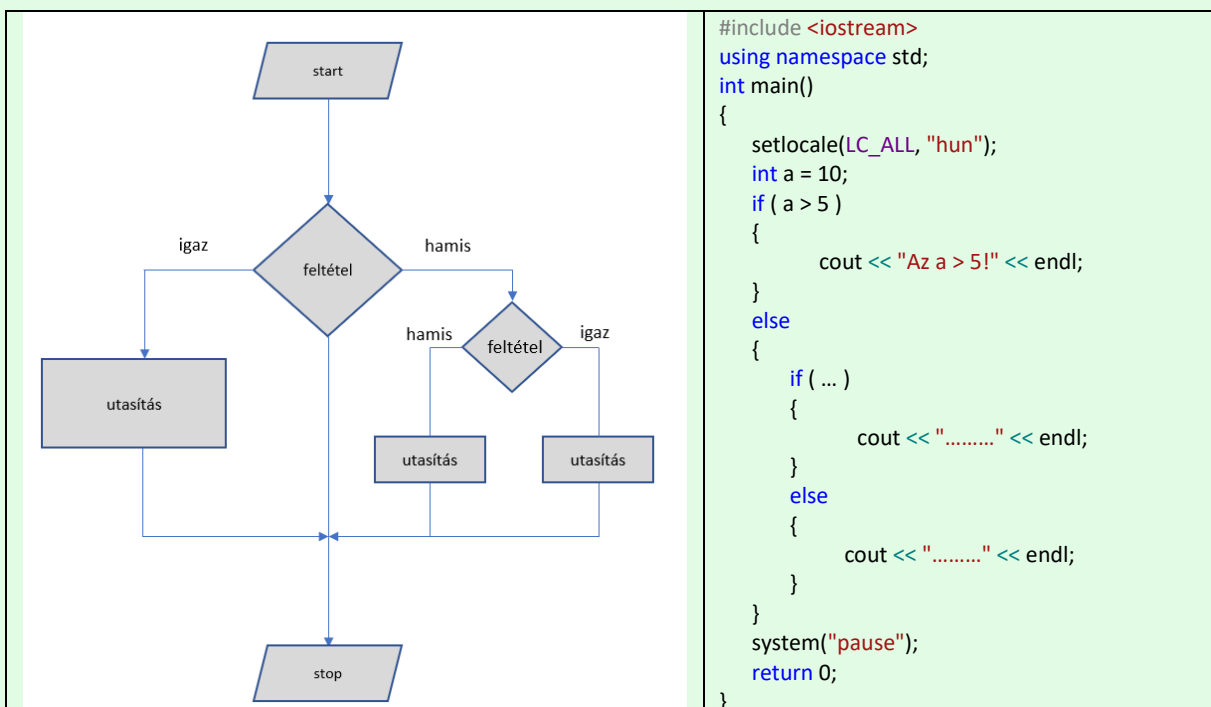 start
igaz
hamis
feltétel
hamis
igaz
feltétel
utasítás
utasítás
utasítás
stop
#include <iostream>
using namespace std;
int main()
{
setlocale(LC_ALL, "hun");
int a = 10;
if ( a > 5 )
{
cout << "Az a > 5!" << endl;
}
else
{
if ( … )
{
cout << "………" << endl;
}
else
{
cout << "………" << endl;
}
}
system("pause");
return 0;
}